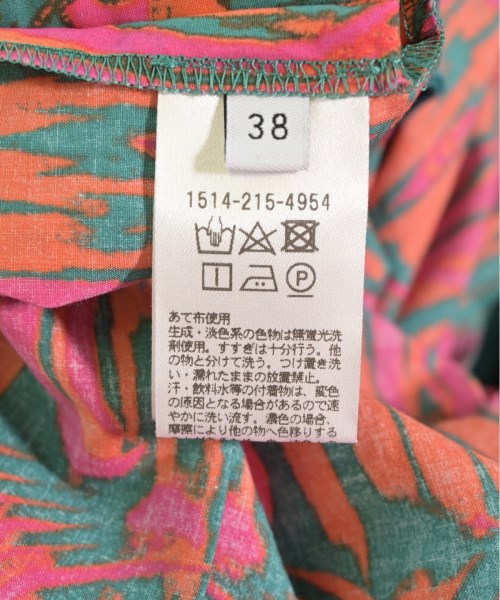 38
1514-215-4954
P
あて布使用
生成・淡色系の色物は無蛍光洗
剤使用。すすぎは十分行う。他
の物と分けて洗う。つけ置き洗
い・濡れたままの放置禁止。
汗・飲料水等の付着物は、変色
の原因となる場合があるので速
やかに洗い流す。濃色の場合、
摩擦により他の物へ色移りする